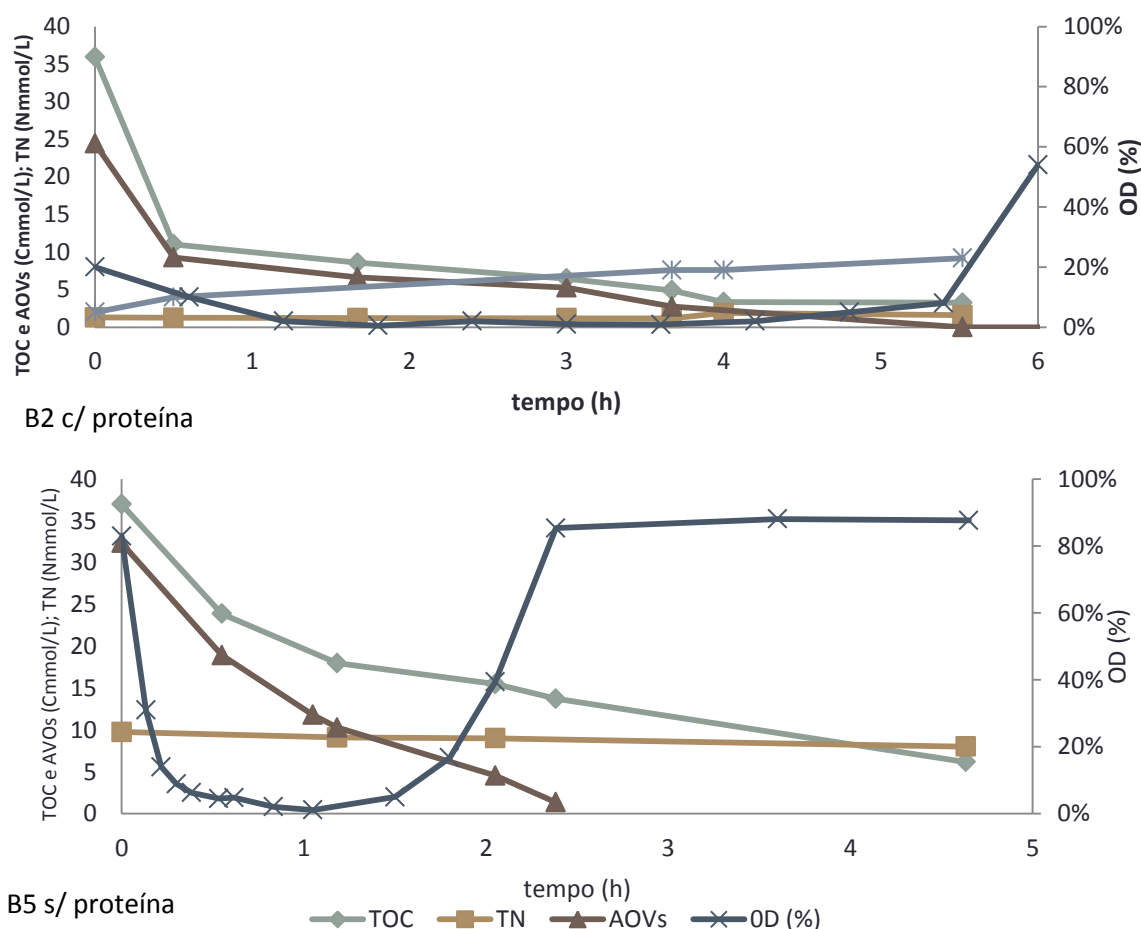 TOC e AOVs (Cmmol/L); TN (Nmmol/L)
40
35
30
25
20
15
10
5
0
100%
80%
60%
40%
20%
0%
OD (%)
0 1 2 3 4 5 6
tempo (h)
B2 c/ proteína
TOC e AVOs (Cmmol/L); TN (Nmmol/L)
40
35
30
25
20
15
10
5
0
100%
80%
60%
40%
20%
0%
OD (%)
0 1 2 3 4 5
tempo (h)
B5 s/ proteína
TOC TN AOVs 0D (%)